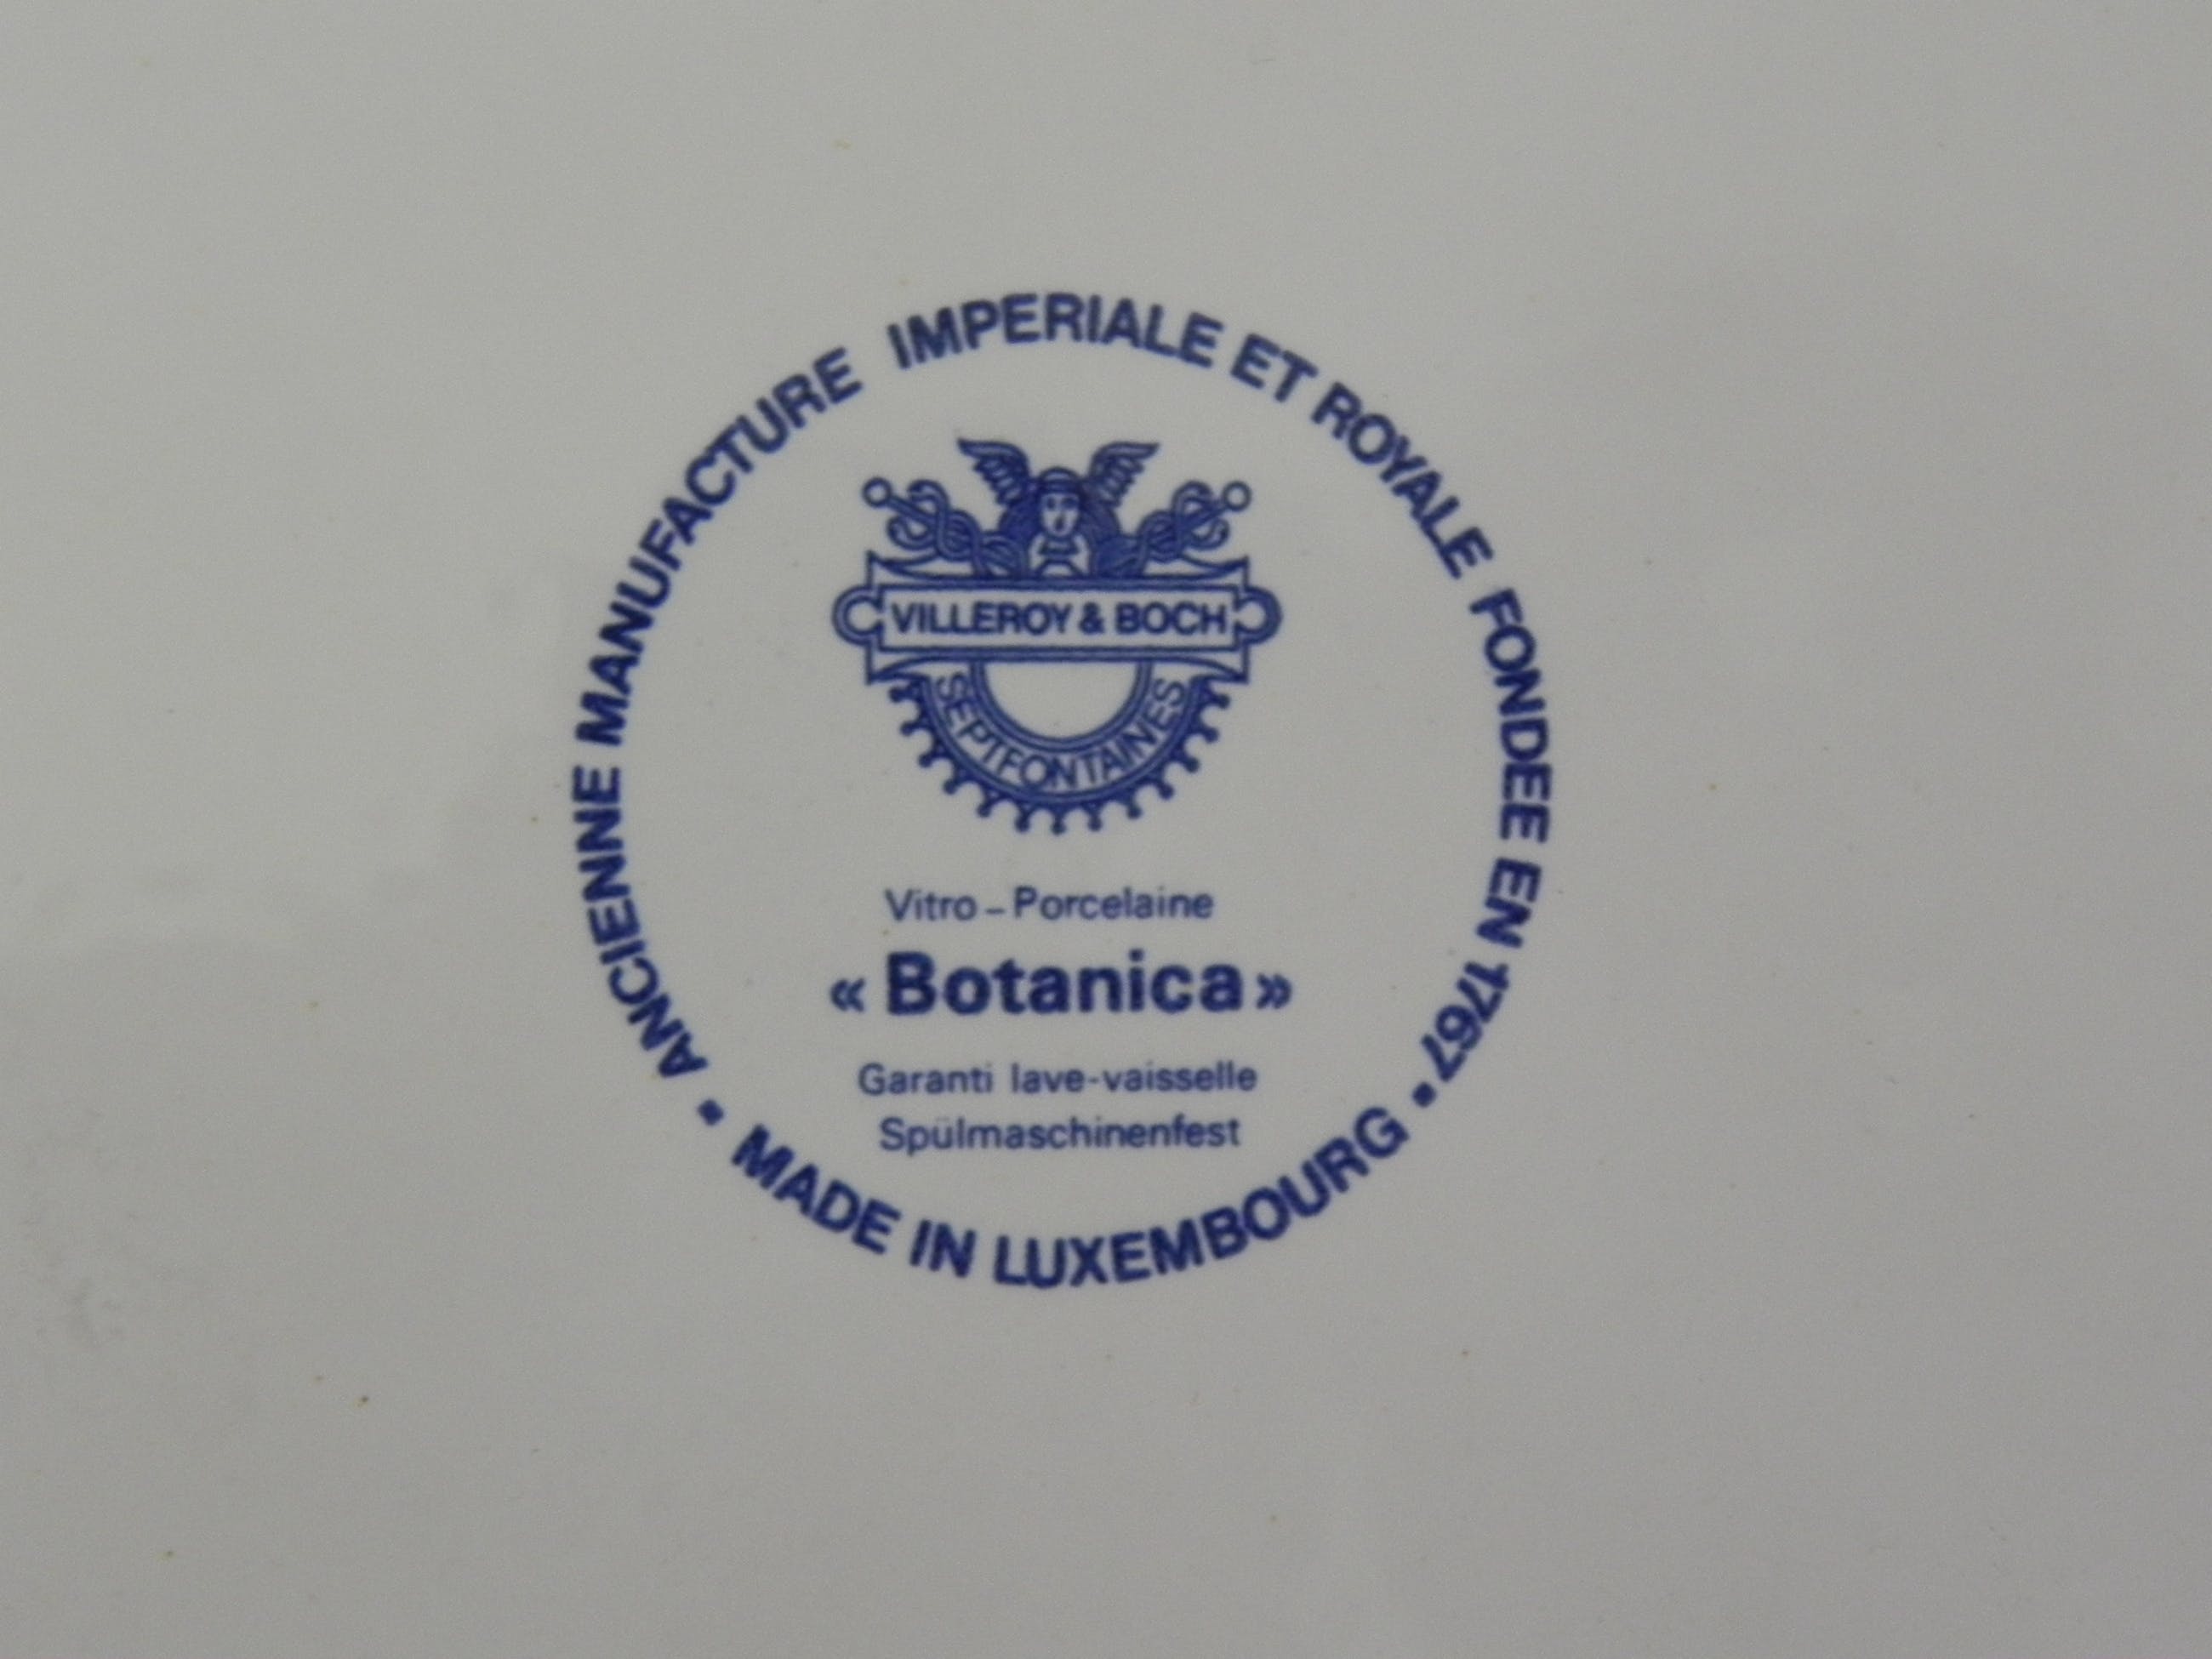 ANCIENNE MANUFACTURE IMPERIALE ET ROYALE FONDEE EN 1767 •
VILLEROY & BOCH
SEPTFONTAINES
Vitro – Porcelaine
« Botanica »
Garanti lave-vaisselle
Spülmaschinenfest
• MADE IN LUXEMBOURG